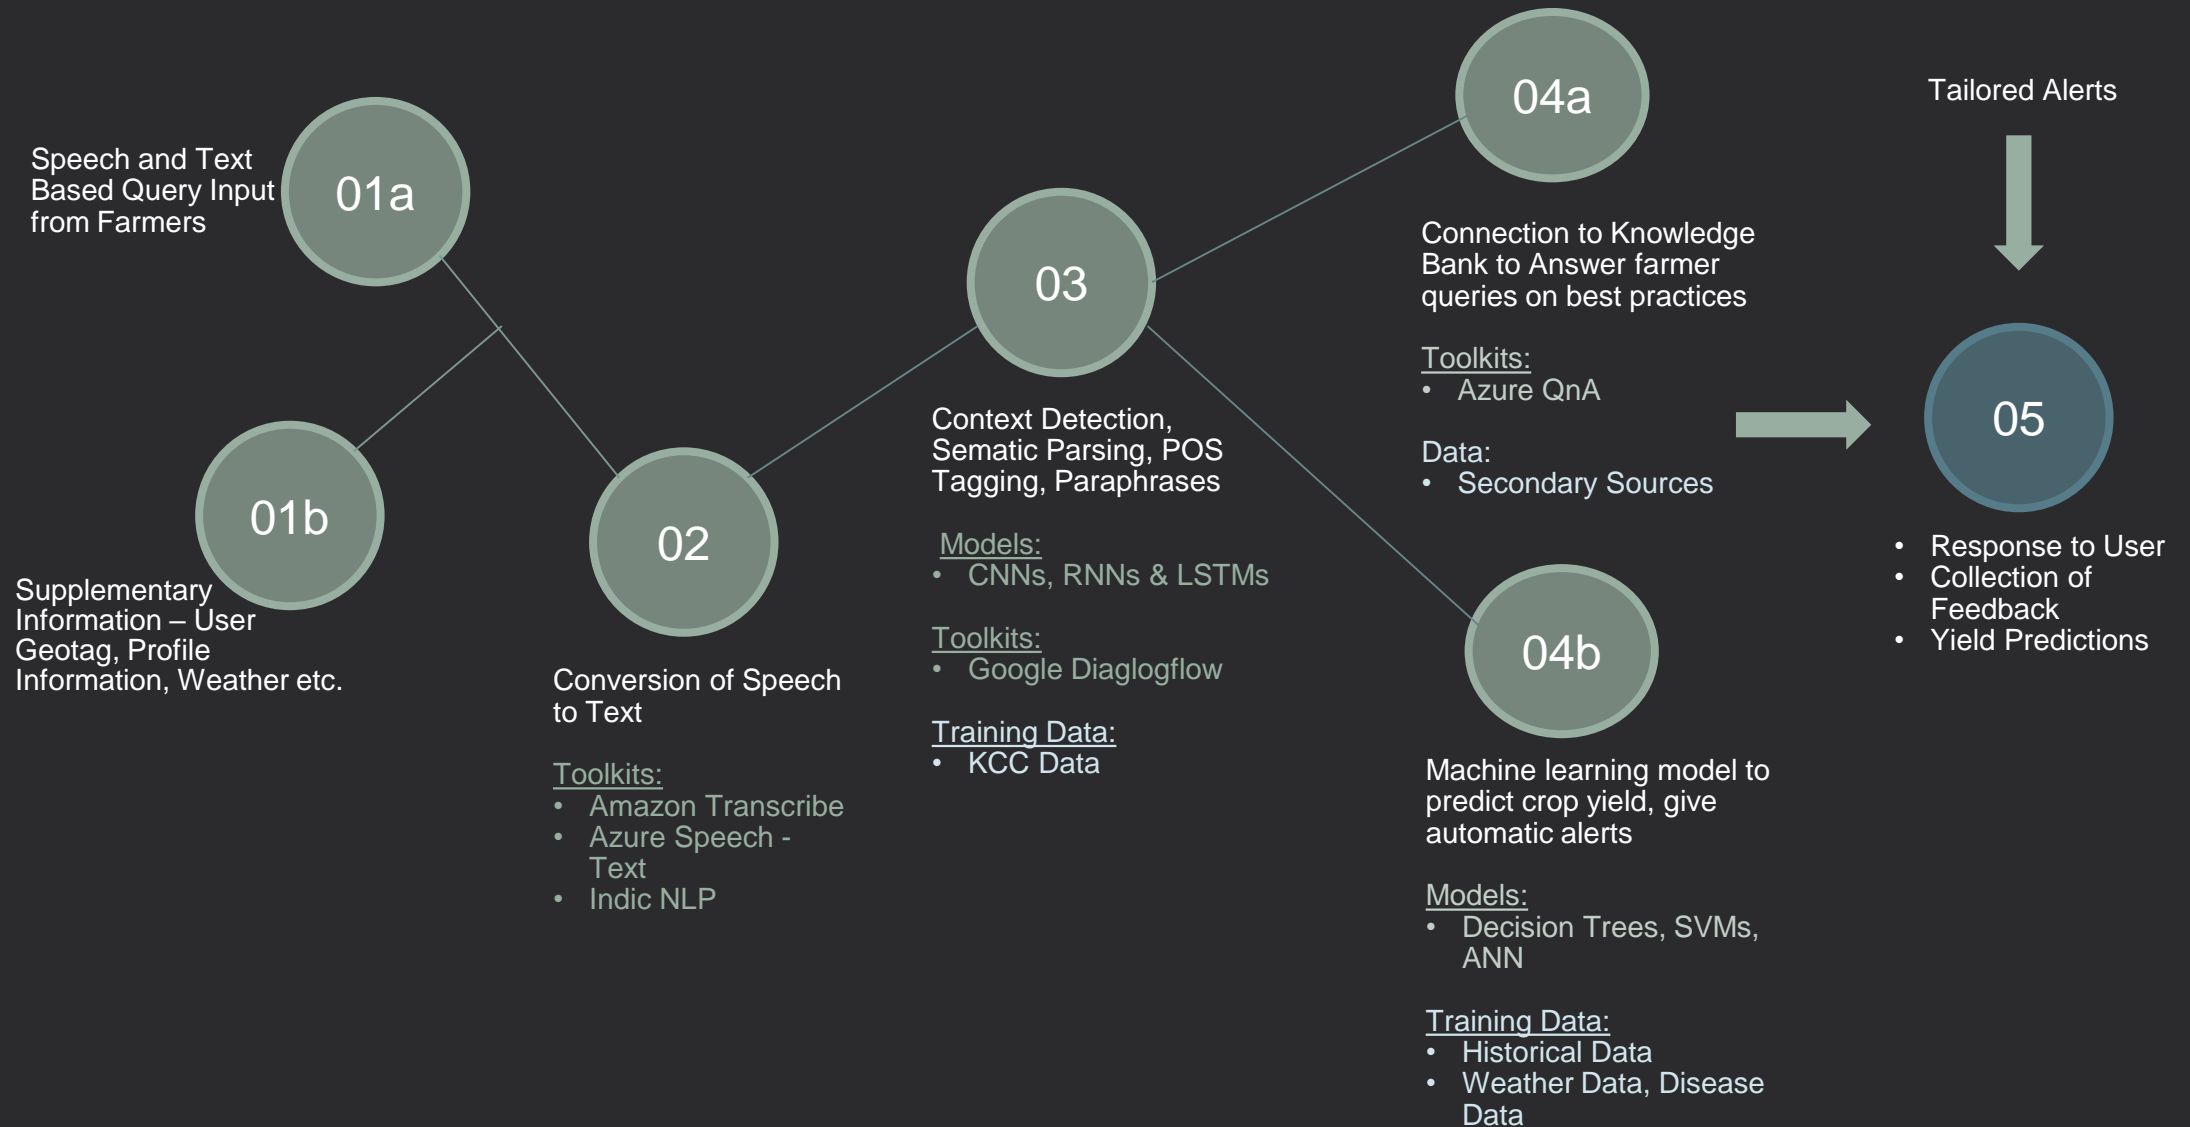 01a
Speech and Text
Based Query Input
from Farmers
01b
Supplementary
Information – User
Geotag, Profile
Information, Weather etc.
02
Conversion of Speech
to Text
Toolkits:
• Amazon Transcribe
• Azure Speech -
Text
• Indic NLP
03
Context Detection,
Sematic Parsing, POS
Tagging, Paraphrases
Models:
• CNNs, RNNs & LSTMs
Toolkits:
• Google Diaglogflow
Training Data:
• KCC Data
04a
Connection to Knowledge
Bank to Answer farmer
queries on best practices
Toolkits:
• Azure QnA
Data:
• Secondary Sources
04b
Machine learning model to
predict crop yield, give
automatic alerts
Models:
• Decision Trees, SVMs,
ANN
Training Data:
• Historical Data
• Weather Data, Disease
Data
Tailored Alerts
05
• Response to User
• Collection of
Feedback
• Yield Predictions